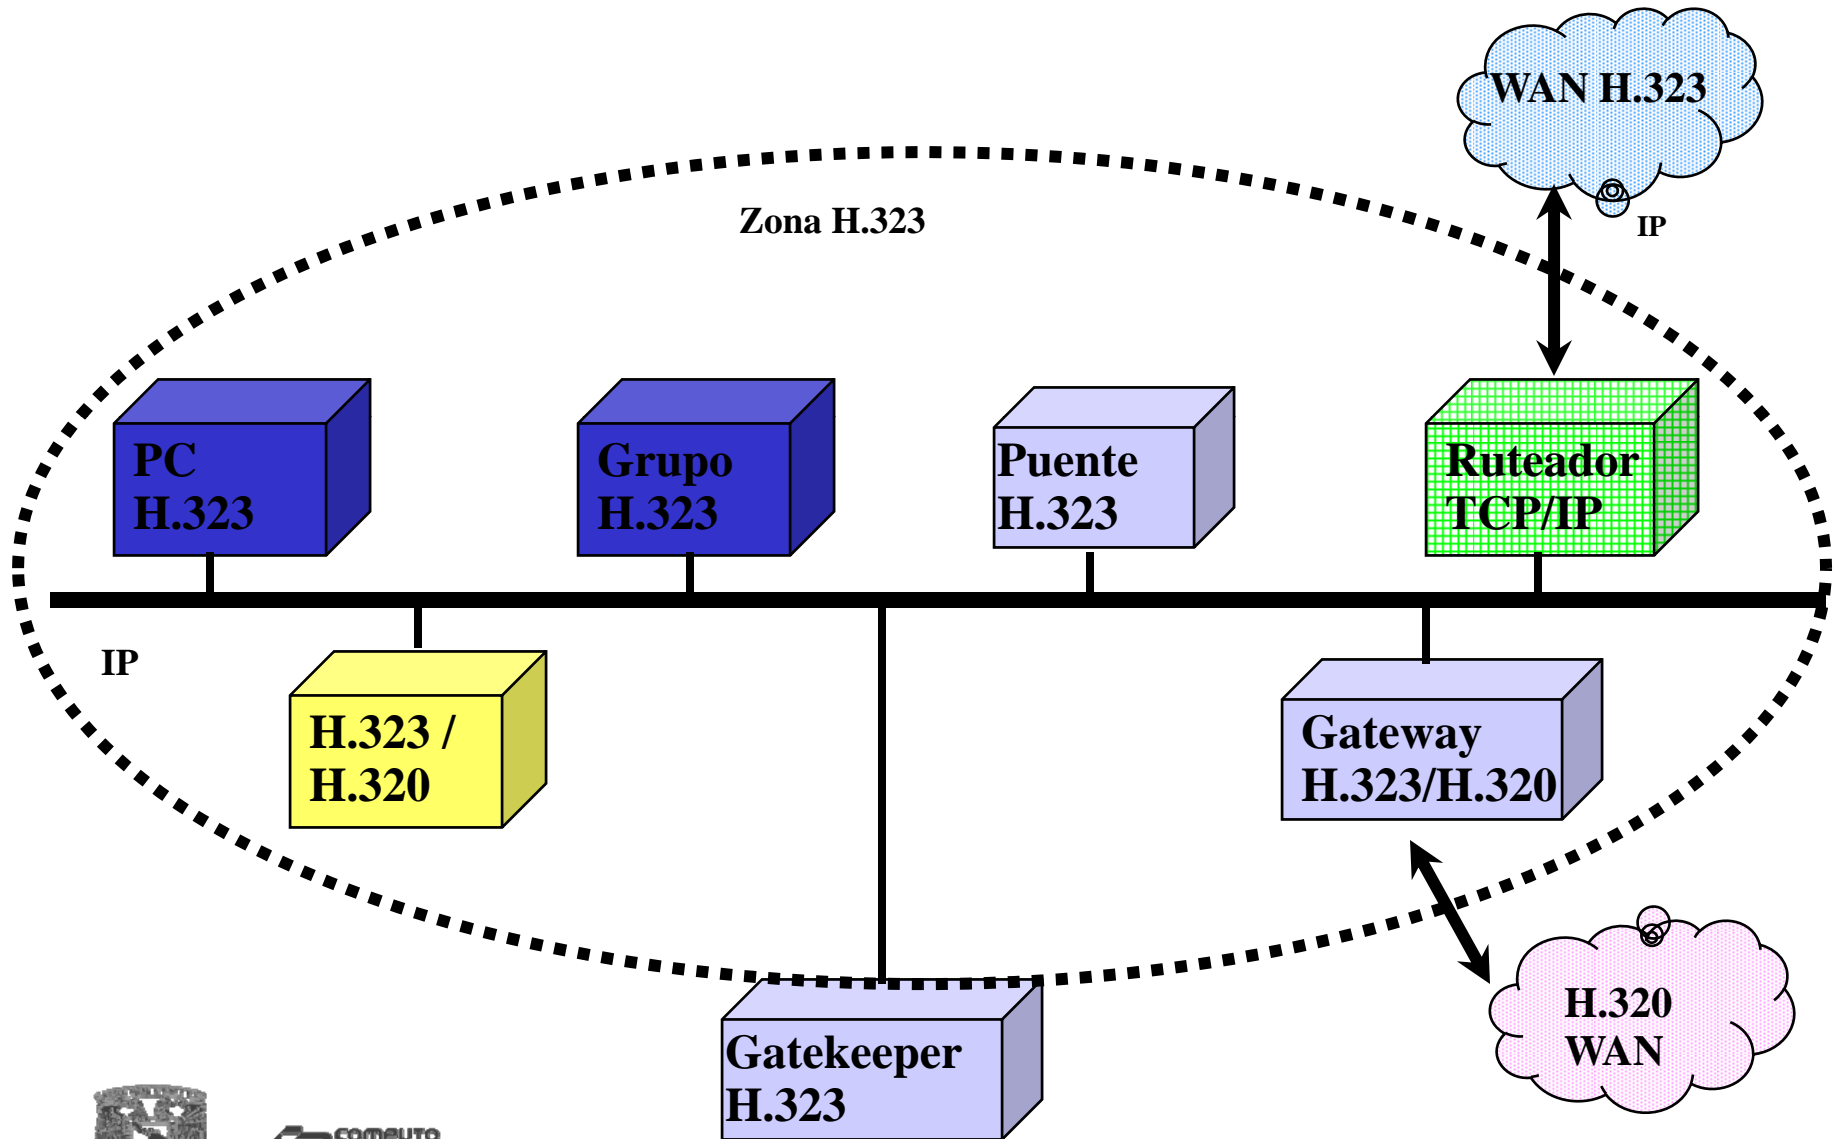 WAN H.323
Zona H.323
IP
PC
H.323
Grupo
H.323
Puente
H.323
Ruteador
TCP/IP
IP
H.323 /
H.320
Gateway
H.323/H.320
H.320
WAN
Gatekeeper
H.323
COMPUTO